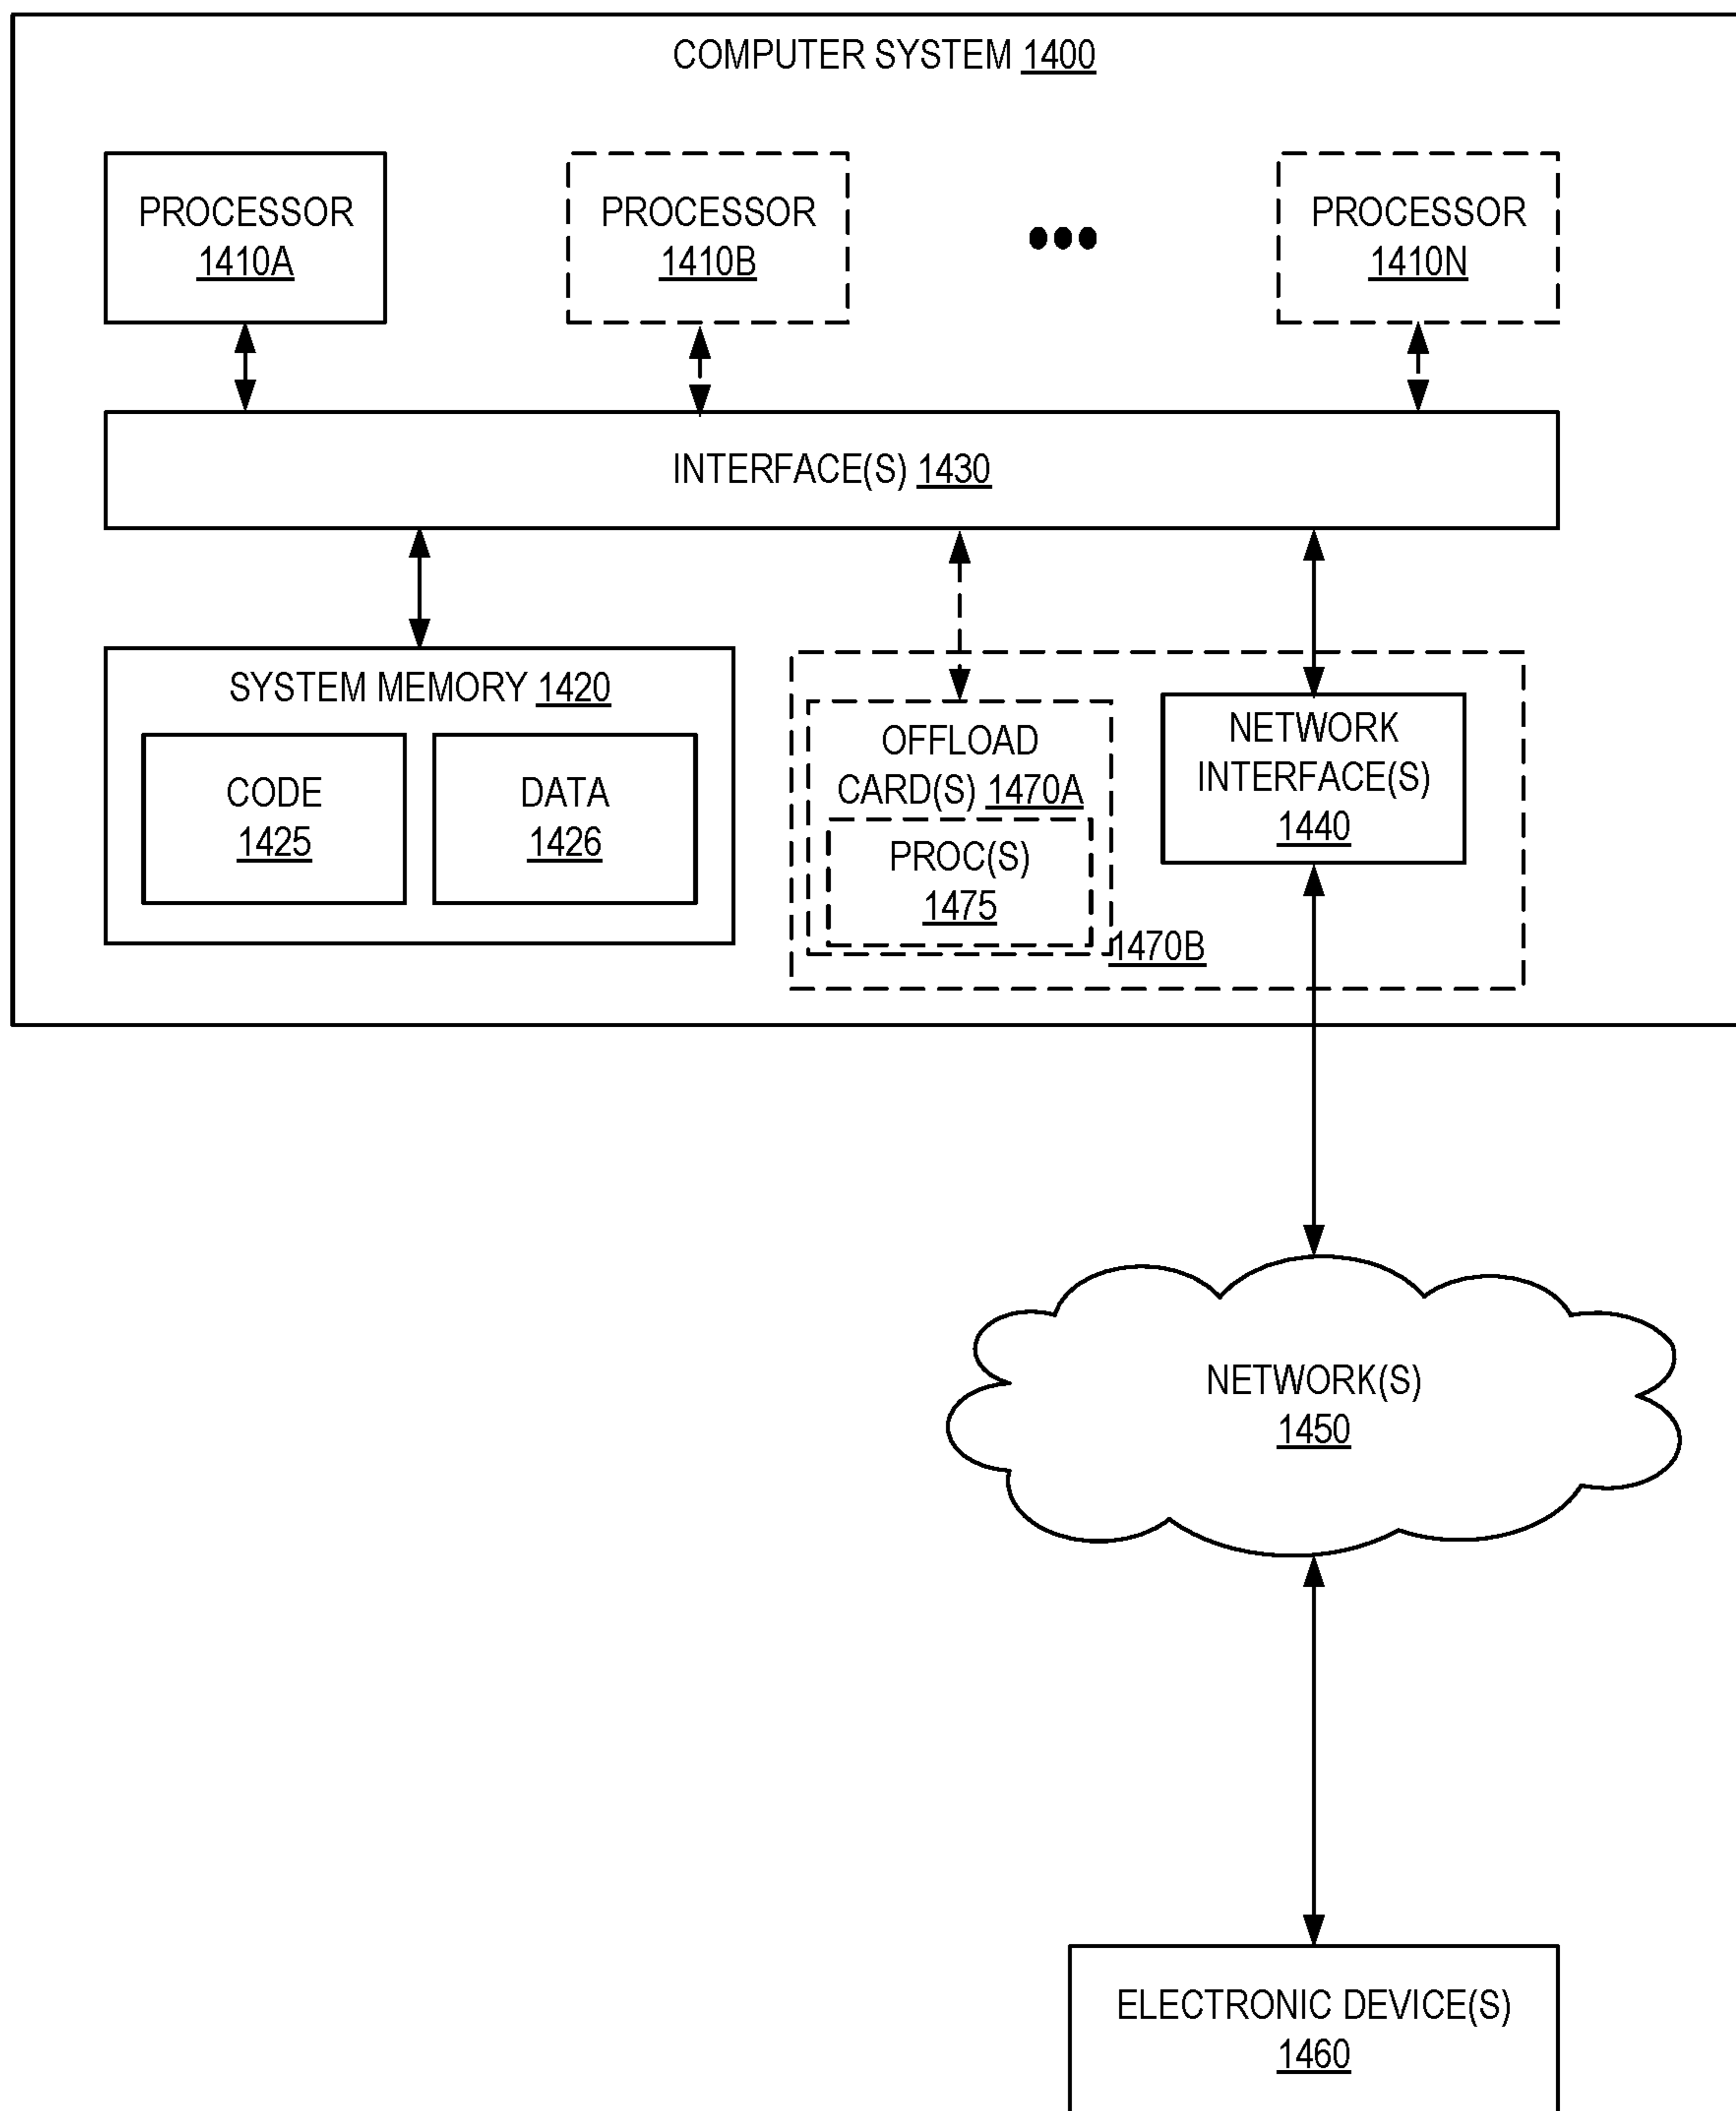 COMPUTER SYSTEM 1400
PROCESSOR
1410A
PROCESSOR
1410B
PROCESSOR
1410N
INTERFACE(S) 1430
SYSTEM MEMORY 1420
CODE
1425
DATA
1426
OFFLOAD
CARD(S) 1470A
PROC(S)
1475
1470B
NETWORK
INTERFACE(S)
1440
NETWORK(S)
1450
ELECTRONIC DEVICE(S)
1460